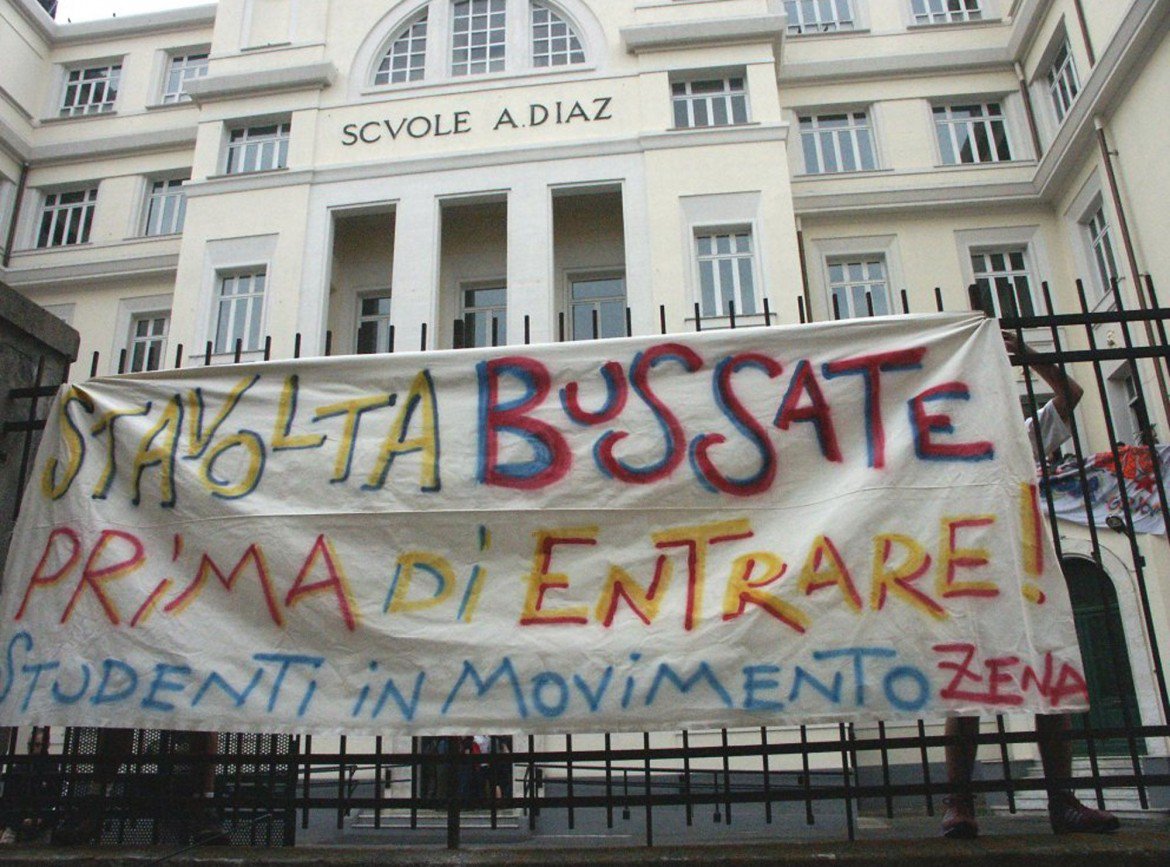 SCVOLE A. DIAZ
STAVOLTA BUSSATE
PRIMA DI ENTRARE!
STUDENTI IN MOVIMENTO ZENA